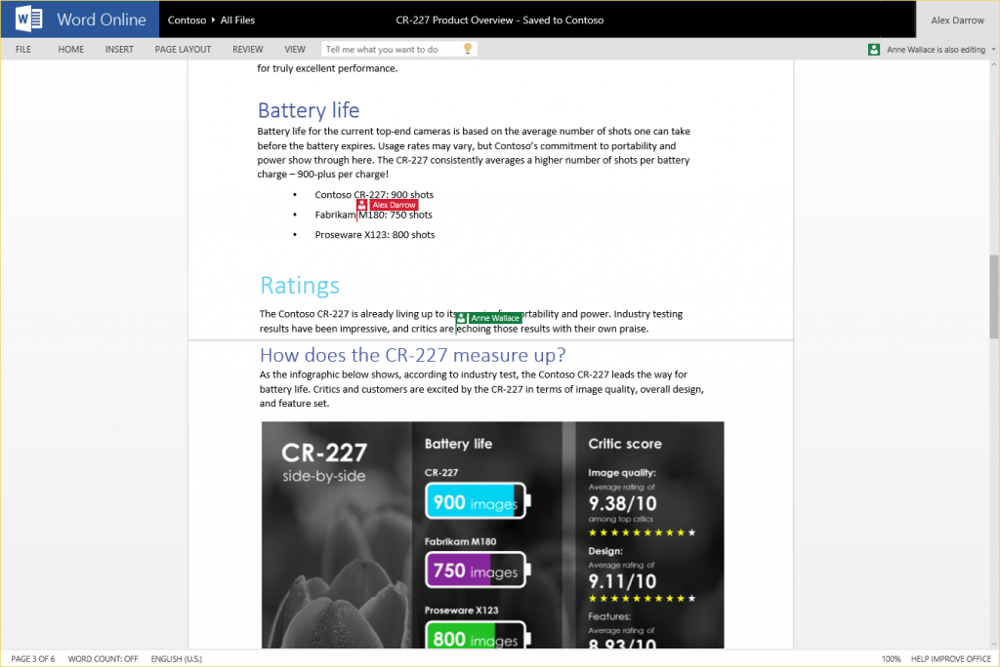 Word Online
Contoso ▸ All Files
CR-227 Product Overview - Saved to Contoso
Alex Darrow
FILE HOME INSERT PAGE LAYOUT REVIEW VIEW Tell me what you want to do
Anne Wallace is also editing
for truly excellent performance.
Battery life
Battery life for the current top-end cameras is based on the average number of shots one can take
before the battery expires. Usage rates may vary, but Contoso's commitment to portability and
power show through here. The CR-227 consistently averages a higher number of shots per battery
charge – 900-plus per charge!
• Contoso CR-227: 900 shots
Alex Darrow
• Fabrikam M180: 750 shots
• Proseware X123: 800 shots
Ratings
The Contoso CR-227 is already living up to its portability and power. Industry testing
Anne Wallace
results have been impressive, and critics are echoing those results with their own praise.
How does the CR-227 measure up?
As the infographic below shows, according to industry test, the Contoso CR-227 leads the way for
battery life. Critics and customers are excited by the CR-227 in terms of image quality, overall design,
and feature set.
CR-227
side-by-side
Battery life
CR-227
900 images
Fabrikam M180
750 images
Proseware X123
800 images
Critic score
Image quality:
Average rating of
9.38/10
among top critics
Design:
Average rating of
9.11/10
Features:
Average rating of
8.93/10
PAGE 3 OF 6 WORD COUNT: OFF ENGLISH (U.S.)
100% HELP IMPROVE OFFICE